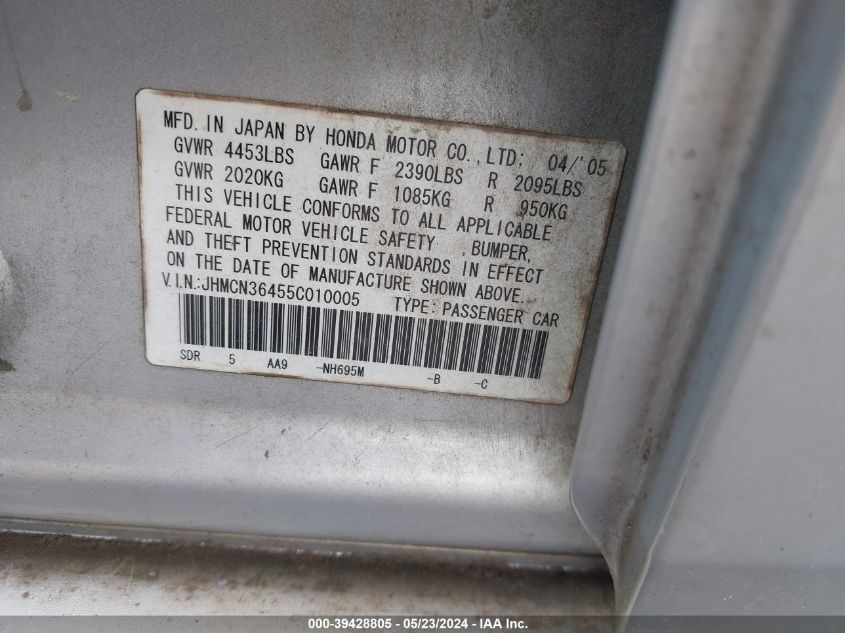 MFD. IN JAPAN BY HONDA MOTOR CO., LTD; 04/'05
GVWR 4453LBS GAWR F 2390LBS R 2095LBS
GVWR 2020KG GAWR F 1085KG R 950KG
THIS VEHICLE CONFORMS TO ALL APPLICABLE
FEDERAL MOTOR VEHICLE SAFETY , BUMPER,
AND THEFT PREVENTION STANDARDS IN EFFECT
ON THE DATE OF MANUFACTURE SHOWN ABOVE.
V.I.N.:JHMCN36455C010005 TYPE: PASSENGER CAR
SDR 5 AA9 -NH695M -B -C
000-39428805 - 05/23/2024 - IAA Inc.